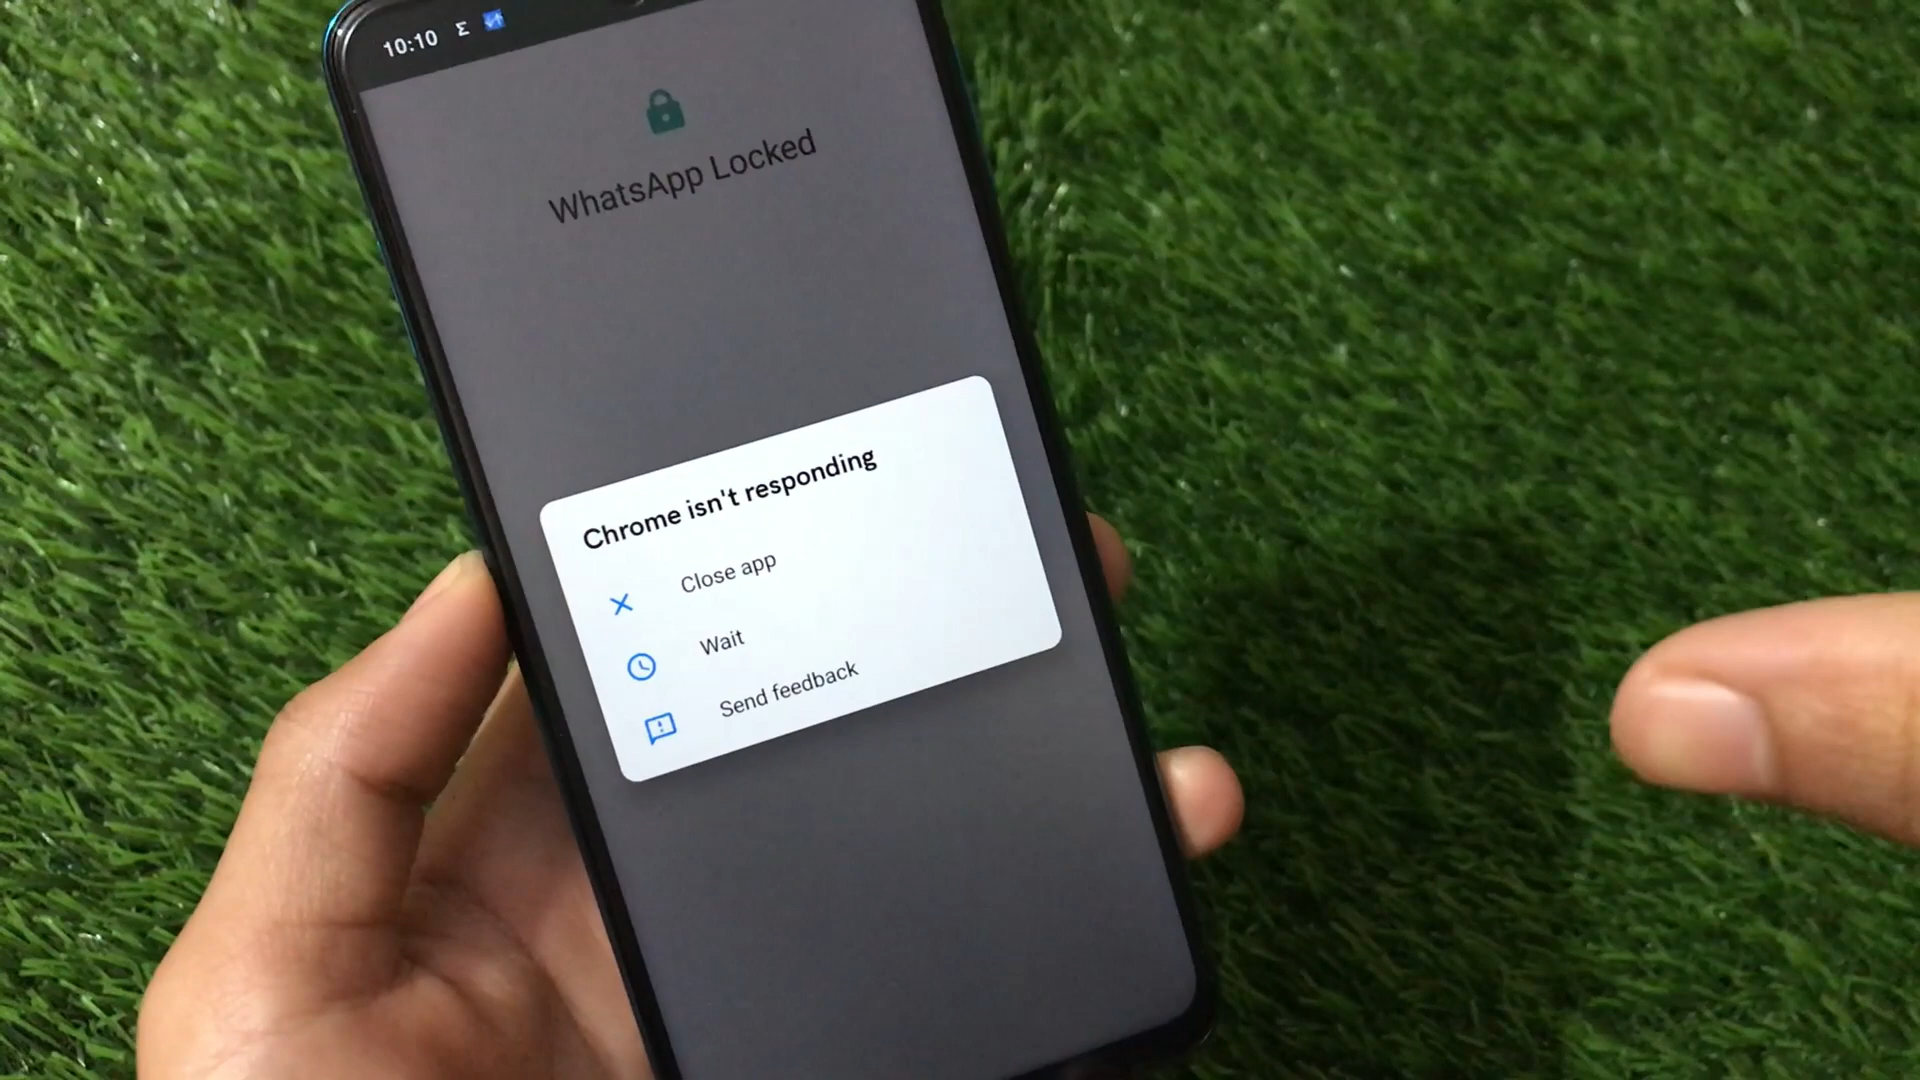 10:10 Σ
WhatsApp Locked
Chrome isn't responding
Close app
Wait
Send feedback